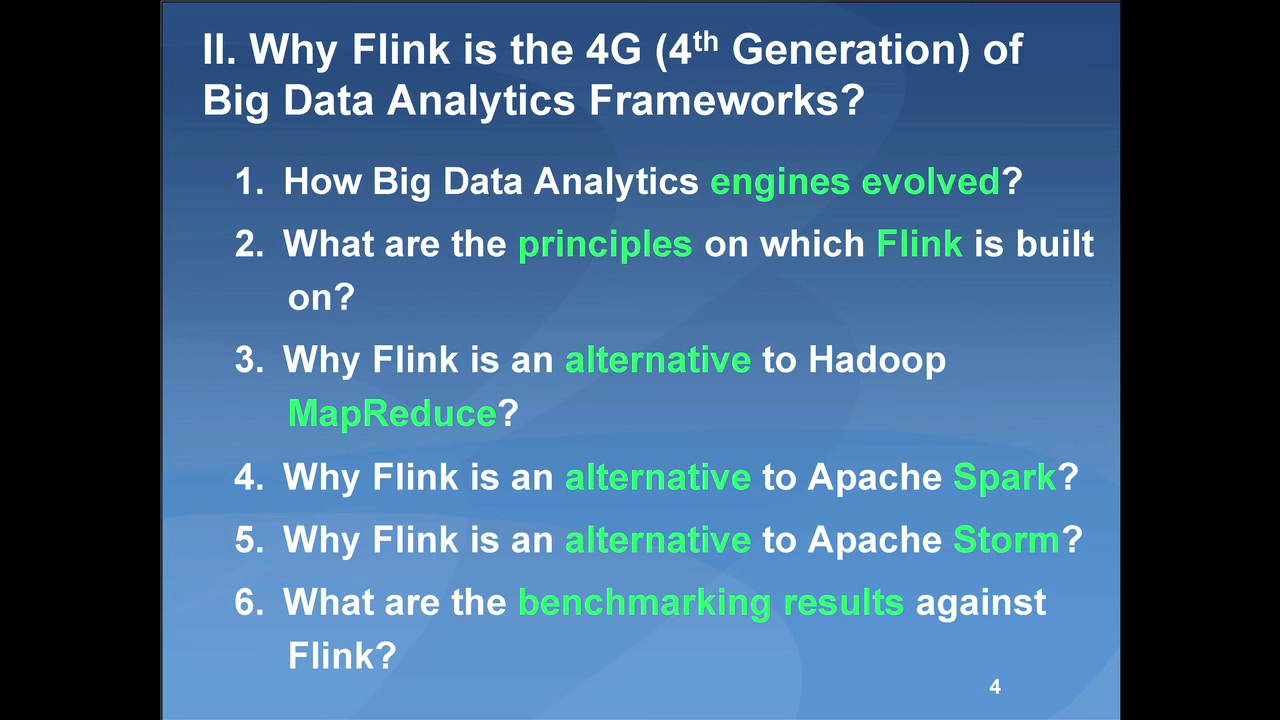 II. Why Flink is the 4G (4th Generation) of
Big Data Analytics Frameworks?
1. How Big Data Analytics engines evolved?
2. What are the principles on which Flink is built
on?
3. Why Flink is an alternative to Hadoop
MapReduce?
4. Why Flink is an alternative to Apache Spark?
5. Why Flink is an alternative to Apache Storm?
6. What are the benchmarking results against
Flink?
4